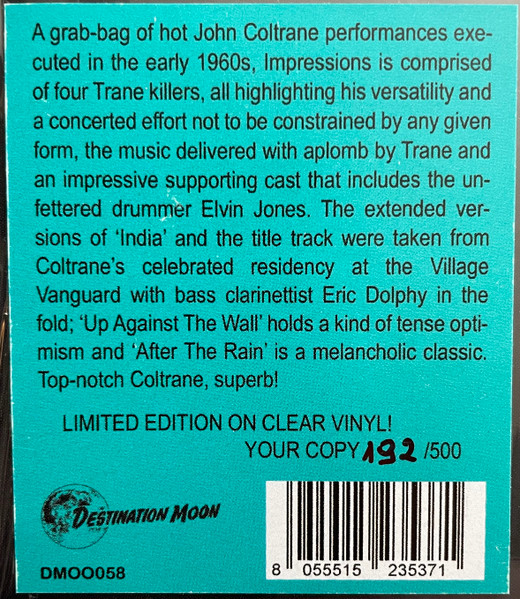 A grab-bag of hot John Coltrane performances exe-
cuted in the early 1960s, Impressions is comprised
of four Trane killers, all highlighting his versatility and
a concerted effort not to be constrained by any given
form, the music delivered with aplomb by Trane and
an impressive supporting cast that includes the un-
fettered drummer Elvin Jones. The extended ver-
sions of ‘India’ and the title track were taken from
Coltrane’s celebrated residency at the Village
Vanguard with bass clarinettist Eric Dolphy in the
fold; ‘Up Against The Wall’ holds a kind of tense opti-
mism and ‘After The Rain’ is a melancholic classic.
Top-notch Coltrane, superb!
LIMITED EDITION ON CLEAR VINYL!
YOUR COPY 192 /500
DESTINATION MOON
DMOO058
8 055515 235371